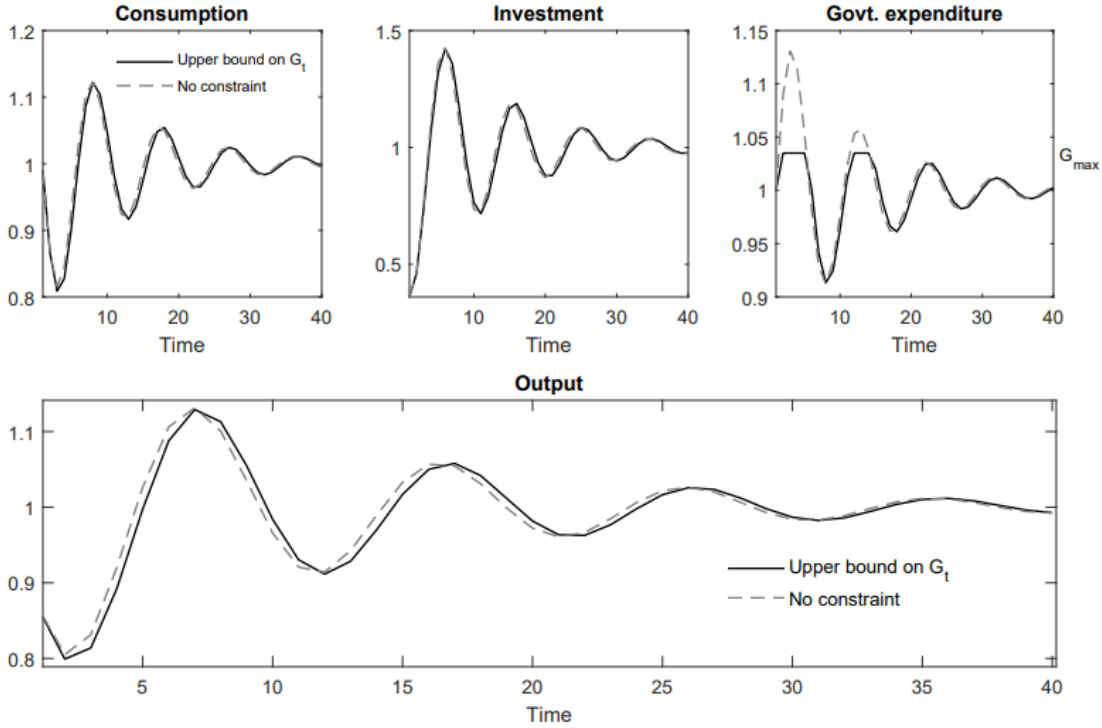 Consumption
1.2
1.1
1
0.9
0.8
10 20 30 40
Time
Upper bound on G_t
No constraint
Investment
1.5
1
0.5
10 20 30 40
Time
Govt. expenditure
1.15
1.1
1.05
1
0.95
0.9
10 20 30 40
Time
G_max
Output
1.1
1
0.9
0.8
5 10 15 20 25 30 35 40
Time
Upper bound on G_t
No constraint